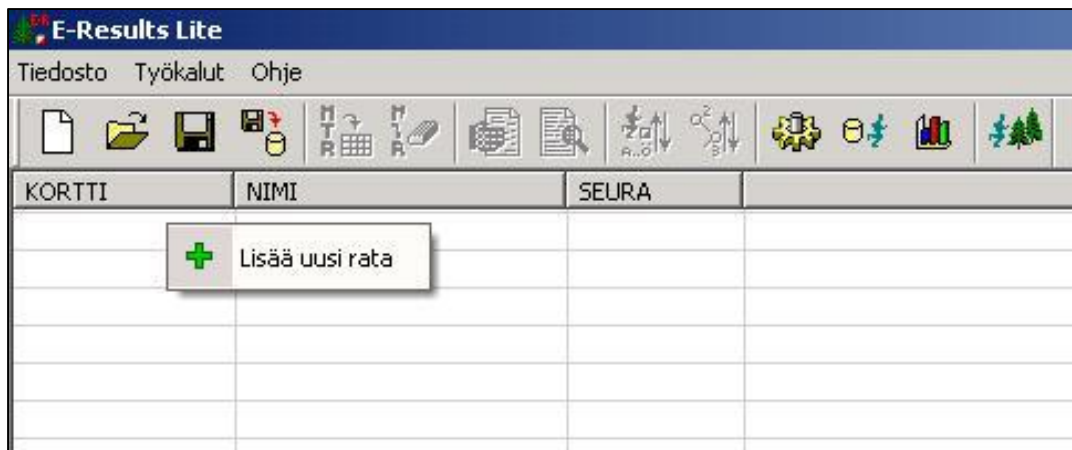 E-Results Lite
Tiedosto Työkalut Ohje
KORTTI NIMI SEURA
Lisää uusi rata